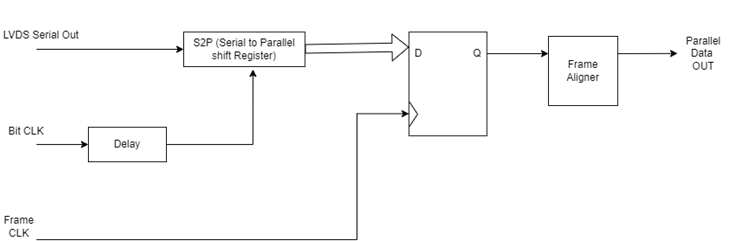 LVDS Serial Out
S2P (Serial to Parallel
shift Register)
D
Q
Frame
Aligner
Parallel
Data
OUT
Bit CLK
Delay
Frame
CLK